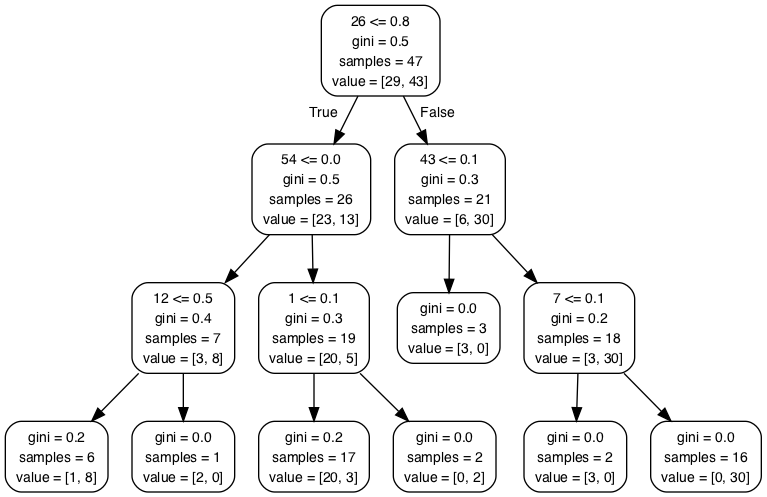 26 <= 0.8
gini = 0.5
samples = 47
value = [29, 43]
True
False
54 <= 0.0
gini = 0.5
samples = 26
value = [23, 13]
43 <= 0.1
gini = 0.3
samples = 21
value = [6, 30]
12 <= 0.5
gini = 0.4
samples = 7
value = [3, 8]
1 <= 0.1
gini = 0.3
samples = 19
value = [20, 5]
gini = 0.0
samples = 3
value = [3, 0]
7 <= 0.1
gini = 0.2
samples = 18
value = [3, 30]
gini = 0.2
samples = 6
value = [1, 8]
gini = 0.0
samples = 1
value = [2, 0]
gini = 0.2
samples = 17
value = [20, 3]
gini = 0.0
samples = 2
value = [0, 2]
gini = 0.0
samples = 2
value = [3, 0]
gini = 0.0
samples = 16
value = [0, 30]